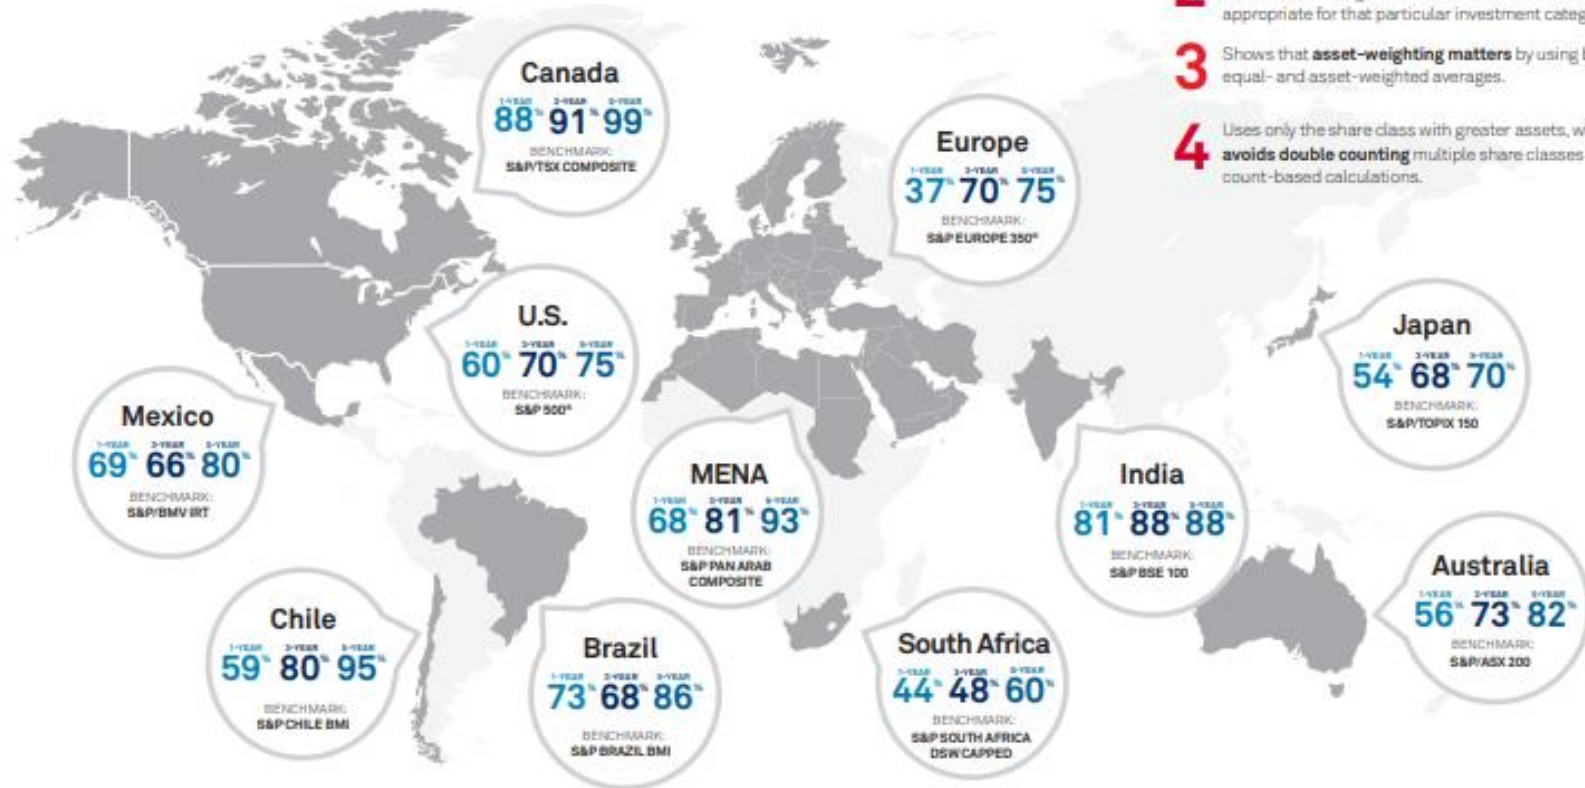 appropriate for that particular investment categ
3 Shows that asset-weighting matters by using b
equal- and asset-weighted averages.
4 Uses only the share class with greater assets, w
avoids double counting multiple share classes
count-based calculations.
Canada
1-YEAR 3-YEAR 5-YEAR
88% 91% 99%
BENCHMARK:
S&P/TSX COMPOSITE
Europe
1-YEAR 3-YEAR 5-YEAR
37% 70% 75%
BENCHMARK:
S&P EUROPE 350®
U.S.
1-YEAR 3-YEAR 5-YEAR
60% 70% 75%
BENCHMARK:
S&P 500®
Japan
1-YEAR 3-YEAR 5-YEAR
54% 68% 70%
BENCHMARK:
S&P/TOPIX 150
Mexico
1-YEAR 3-YEAR 5-YEAR
69% 66% 80%
BENCHMARK:
S&P/BMV IRT
MENA
1-YEAR 3-YEAR 5-YEAR
68% 81% 93%
BENCHMARK:
S&P PAN ARAB
COMPOSITE
India
1-YEAR 3-YEAR 5-YEAR
81% 88% 88%
BENCHMARK:
S&P BSE 100
Australia
1-YEAR 3-YEAR 5-YEAR
56% 73% 82%
BENCHMARK:
S&P/ASX 200
Chile
1-YEAR 3-YEAR 5-YEAR
59% 80% 95%
BENCHMARK:
S&P CHILE BMI
Brazil
1-YEAR 3-YEAR 5-YEAR
73% 68% 86%
BENCHMARK:
S&P BRAZIL BMI
South Africa
1-YEAR 3-YEAR 5-YEAR
44% 48% 60%
BENCHMARK:
S&P SOUTH AFRICA
DSW CAPPED